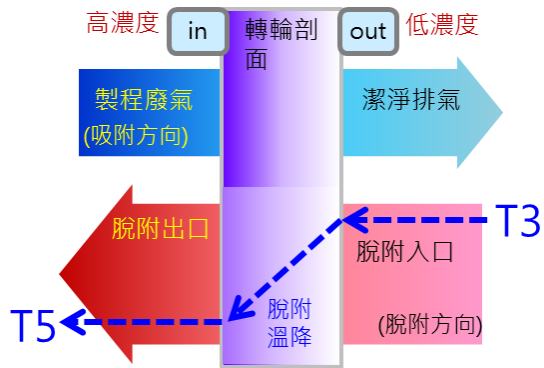 高濃度
in
轉輪剖
面
out
低濃度
製程廢氣
(吸附方向)
潔淨排氣
脫附出口
T3
脫附入口
T5
脫附
溫降
(脫附方向)